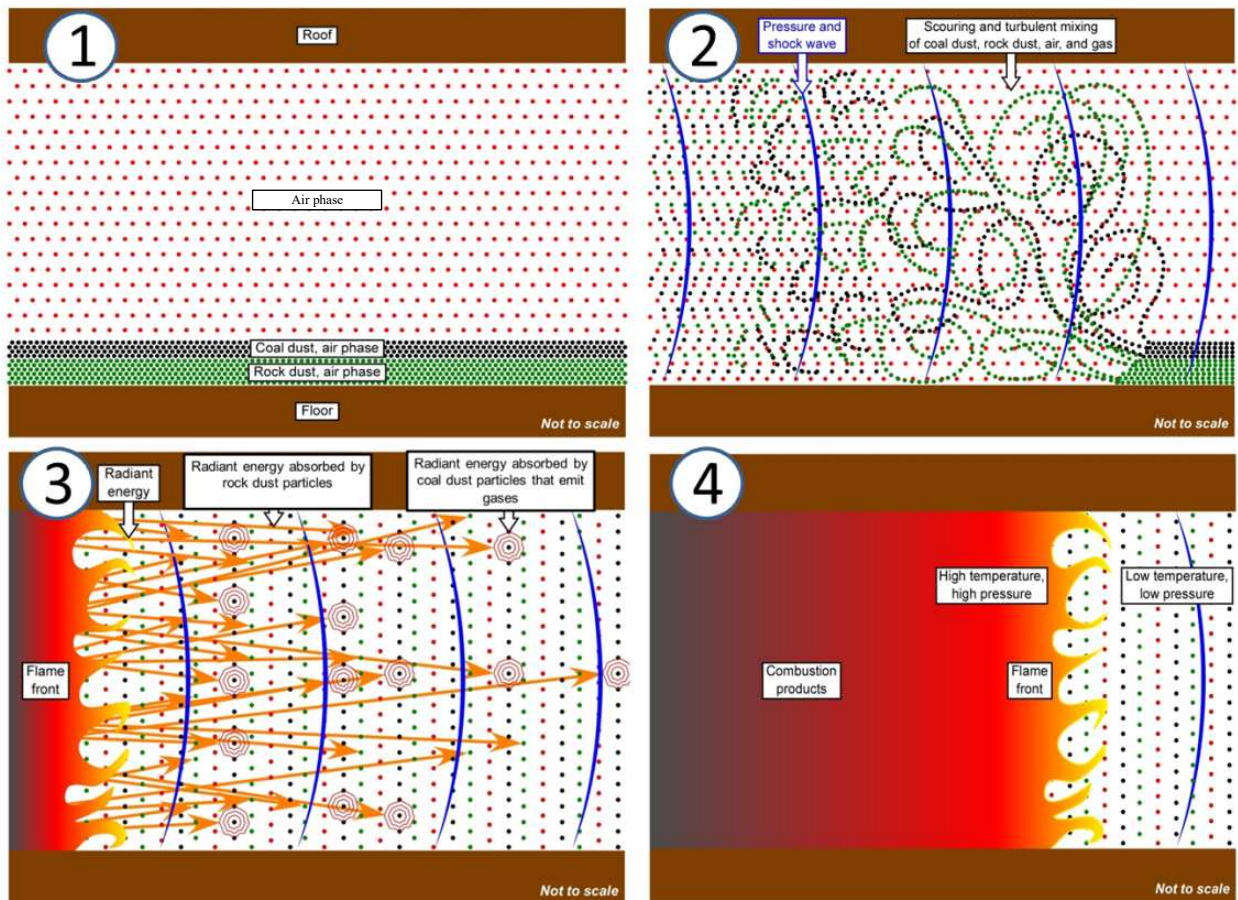 1
Roof
Air phase
Coal dust, air phase
Rock dust, air phase
Floor
Not to scale
2
Pressure and
shock wave
Scouring and turbulent mixing
of coal dust, rock dust, air, and gas
Not to scale
3
Radiant
energy
Radiant energy absorbed by
rock dust particles
Radiant energy absorbed by
coal dust particles that emit
gases
Flame
front
Not to scale
4
High temperature,
high pressure
Low temperature,
low pressure
Combustion
products
Flame
front
Not to scale